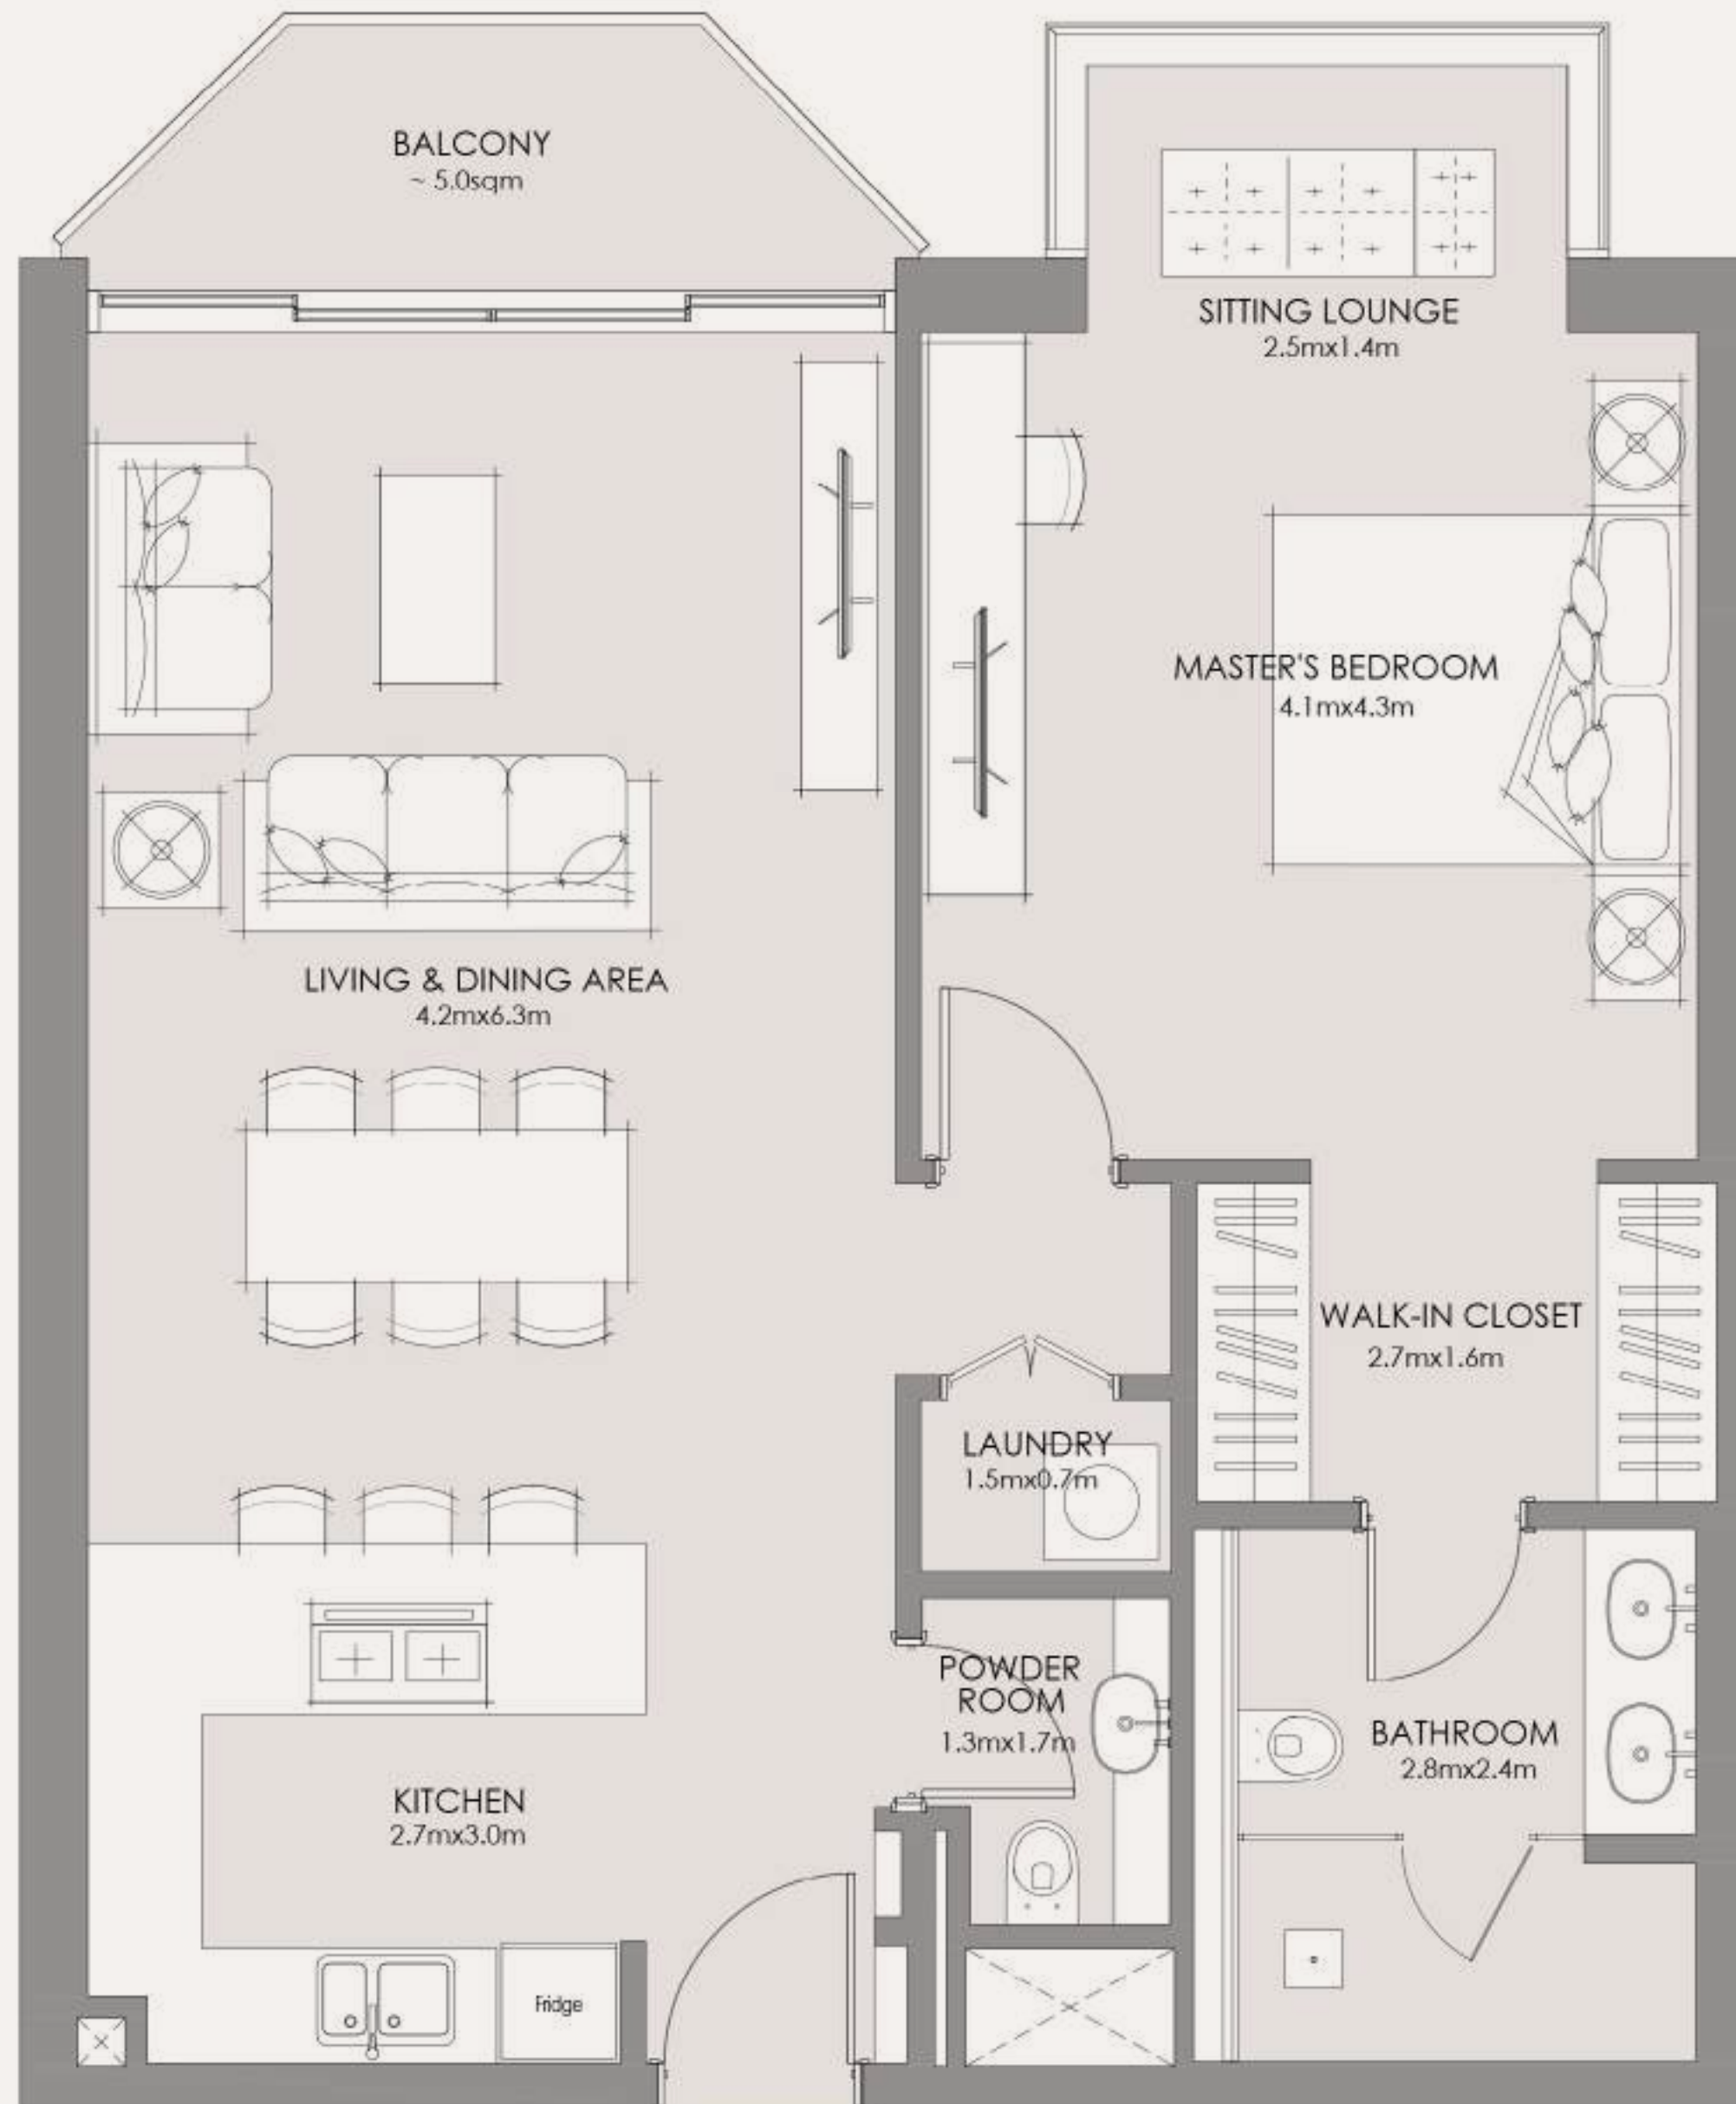 BALCONY
~ 5.0sqm
SITTING LOUNGE
2.5mx1.4m
MASTER'S BEDROOM
4.1mx4.3m
LIVING & DINING AREA
4.2mx6.3m
WALK-IN CLOSET
2.7mx1.6m
LAUNDRY
1.5mx0.7m
POWDER
ROOM
1.3mx1.7m
BATHROOM
2.8mx2.4m
KITCHEN
2.7mx3.0m
Fridge